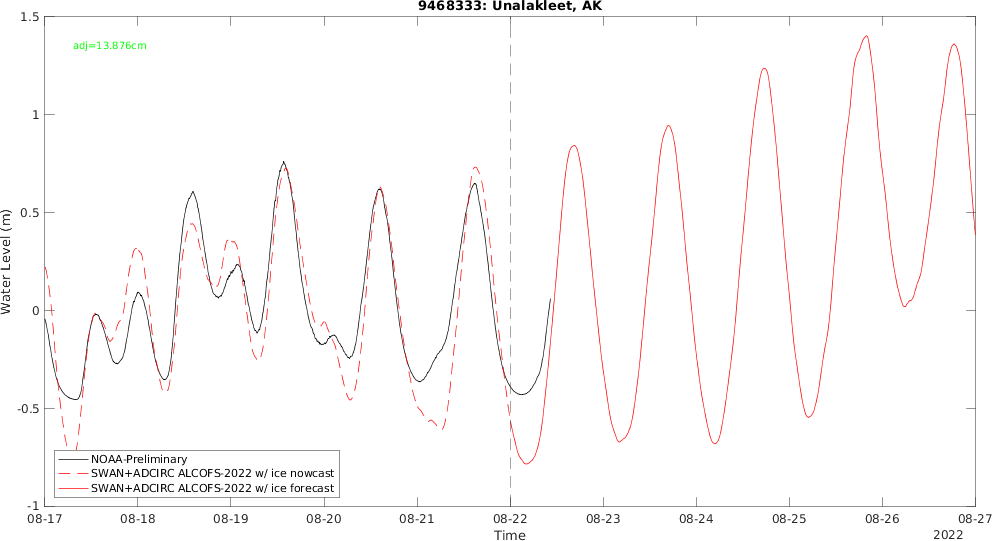 9468333: Unalakleet, AK
adj=13.876cm
Water Level (m)
1.5
1
0.5
0
-0.5
-1
NOAA-Preliminary
SWAN+ADCIRC ALCOFS-2022 w/ ice nowcast
SWAN+ADCIRC ALCOFS-2022 w/ ice forecast
08-17 08-18 08-19 08-20 08-21 08-22 08-23 08-24 08-25 08-26 08-27
Time
2022